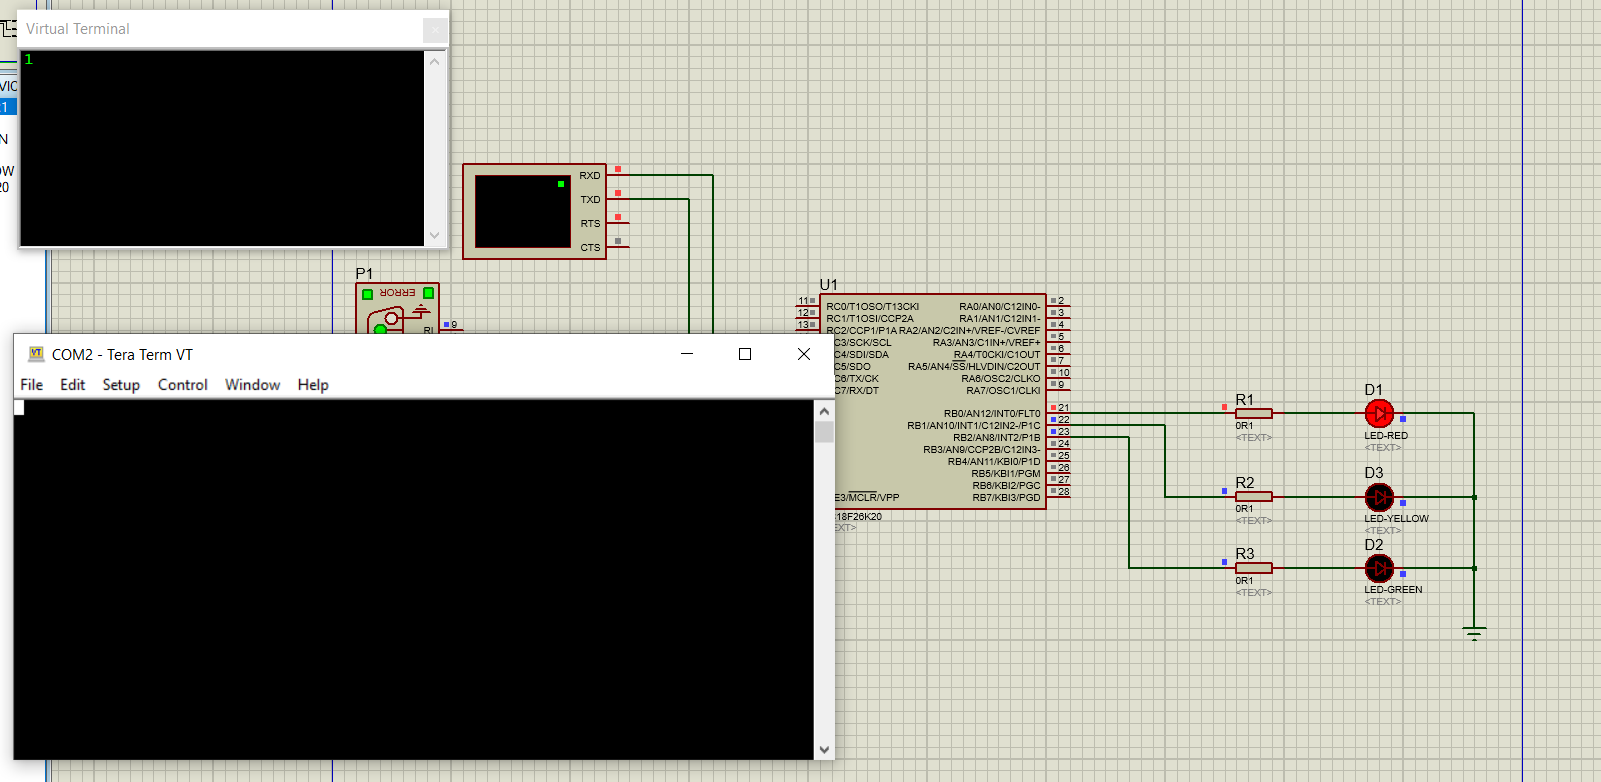 Virtual Terminal
1
VIC
1
N
OW
20
RXD
TXD
RTS
CTS
P1
ERROR
RI
9
COM2 - Tera Term VT
File Edit Setup Control Window Help
U1
11 RC0/T1OSO/T13CKI
12 RC1/T1OSI/CCP2A
13 RC2/CCP1/P1A
C3/SCK/SCL
C4/SDI/SDA
C5/SDO
C6/TX/CK
C7/RX/DT
E3/MCLR/VPP
RA0/AN0/C12IN0- 2
RA1/AN1/C12IN1- 3
RA2/AN2/C2IN+/VREF-/CVREF 4
RA3/AN3/C1IN+/VREF+ 5
RA4/T0CKI/C1OUT 6
RA5/AN4/SS/HLVDIN/C2OUT 7
RA6/OSC2/CLKO 10
RA7/OSC1/CLKI 9
RB0/AN12/INT0/FLT0 21
RB1/AN10/INT1/C12IN2-/P1C 22
RB2/AN8/INT2/P1B 23
RB3/AN9/CCP2B/C12IN3- 24
RB4/AN11/KBI0/P1D 25
RB5/KBI1/PGM 26
RB6/KBI2/PGC 27
RB7/KBI3/PGD 28
18F26K20
EXT>
R1
0R1
<TEXT>
D1
LED-RED
<TEXT>
R2
0R1
<TEXT>
D3
LED-YELLOW
<TEXT>
R3
0R1
<TEXT>
D2
LED-GREEN
<TEXT>